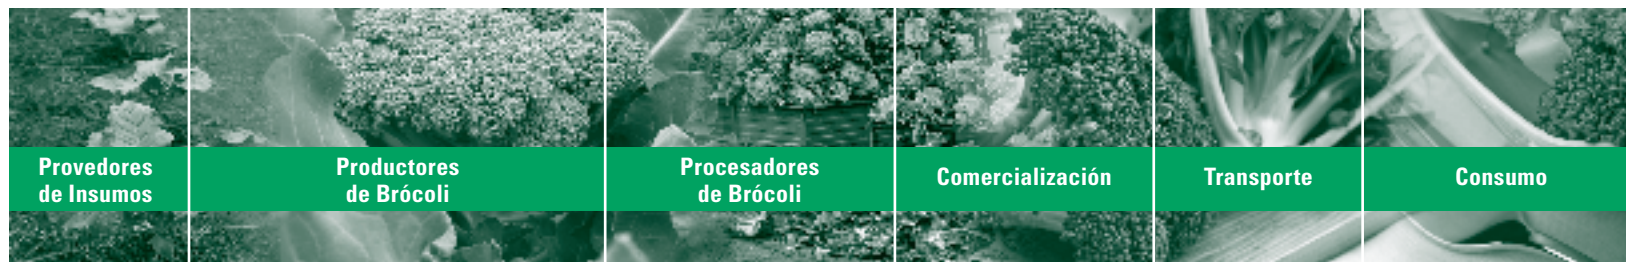 Provedores
de Insumos
Productores
de Brócoli
Procesadores
de Brócoli
Comercialización
Transporte
Consumo